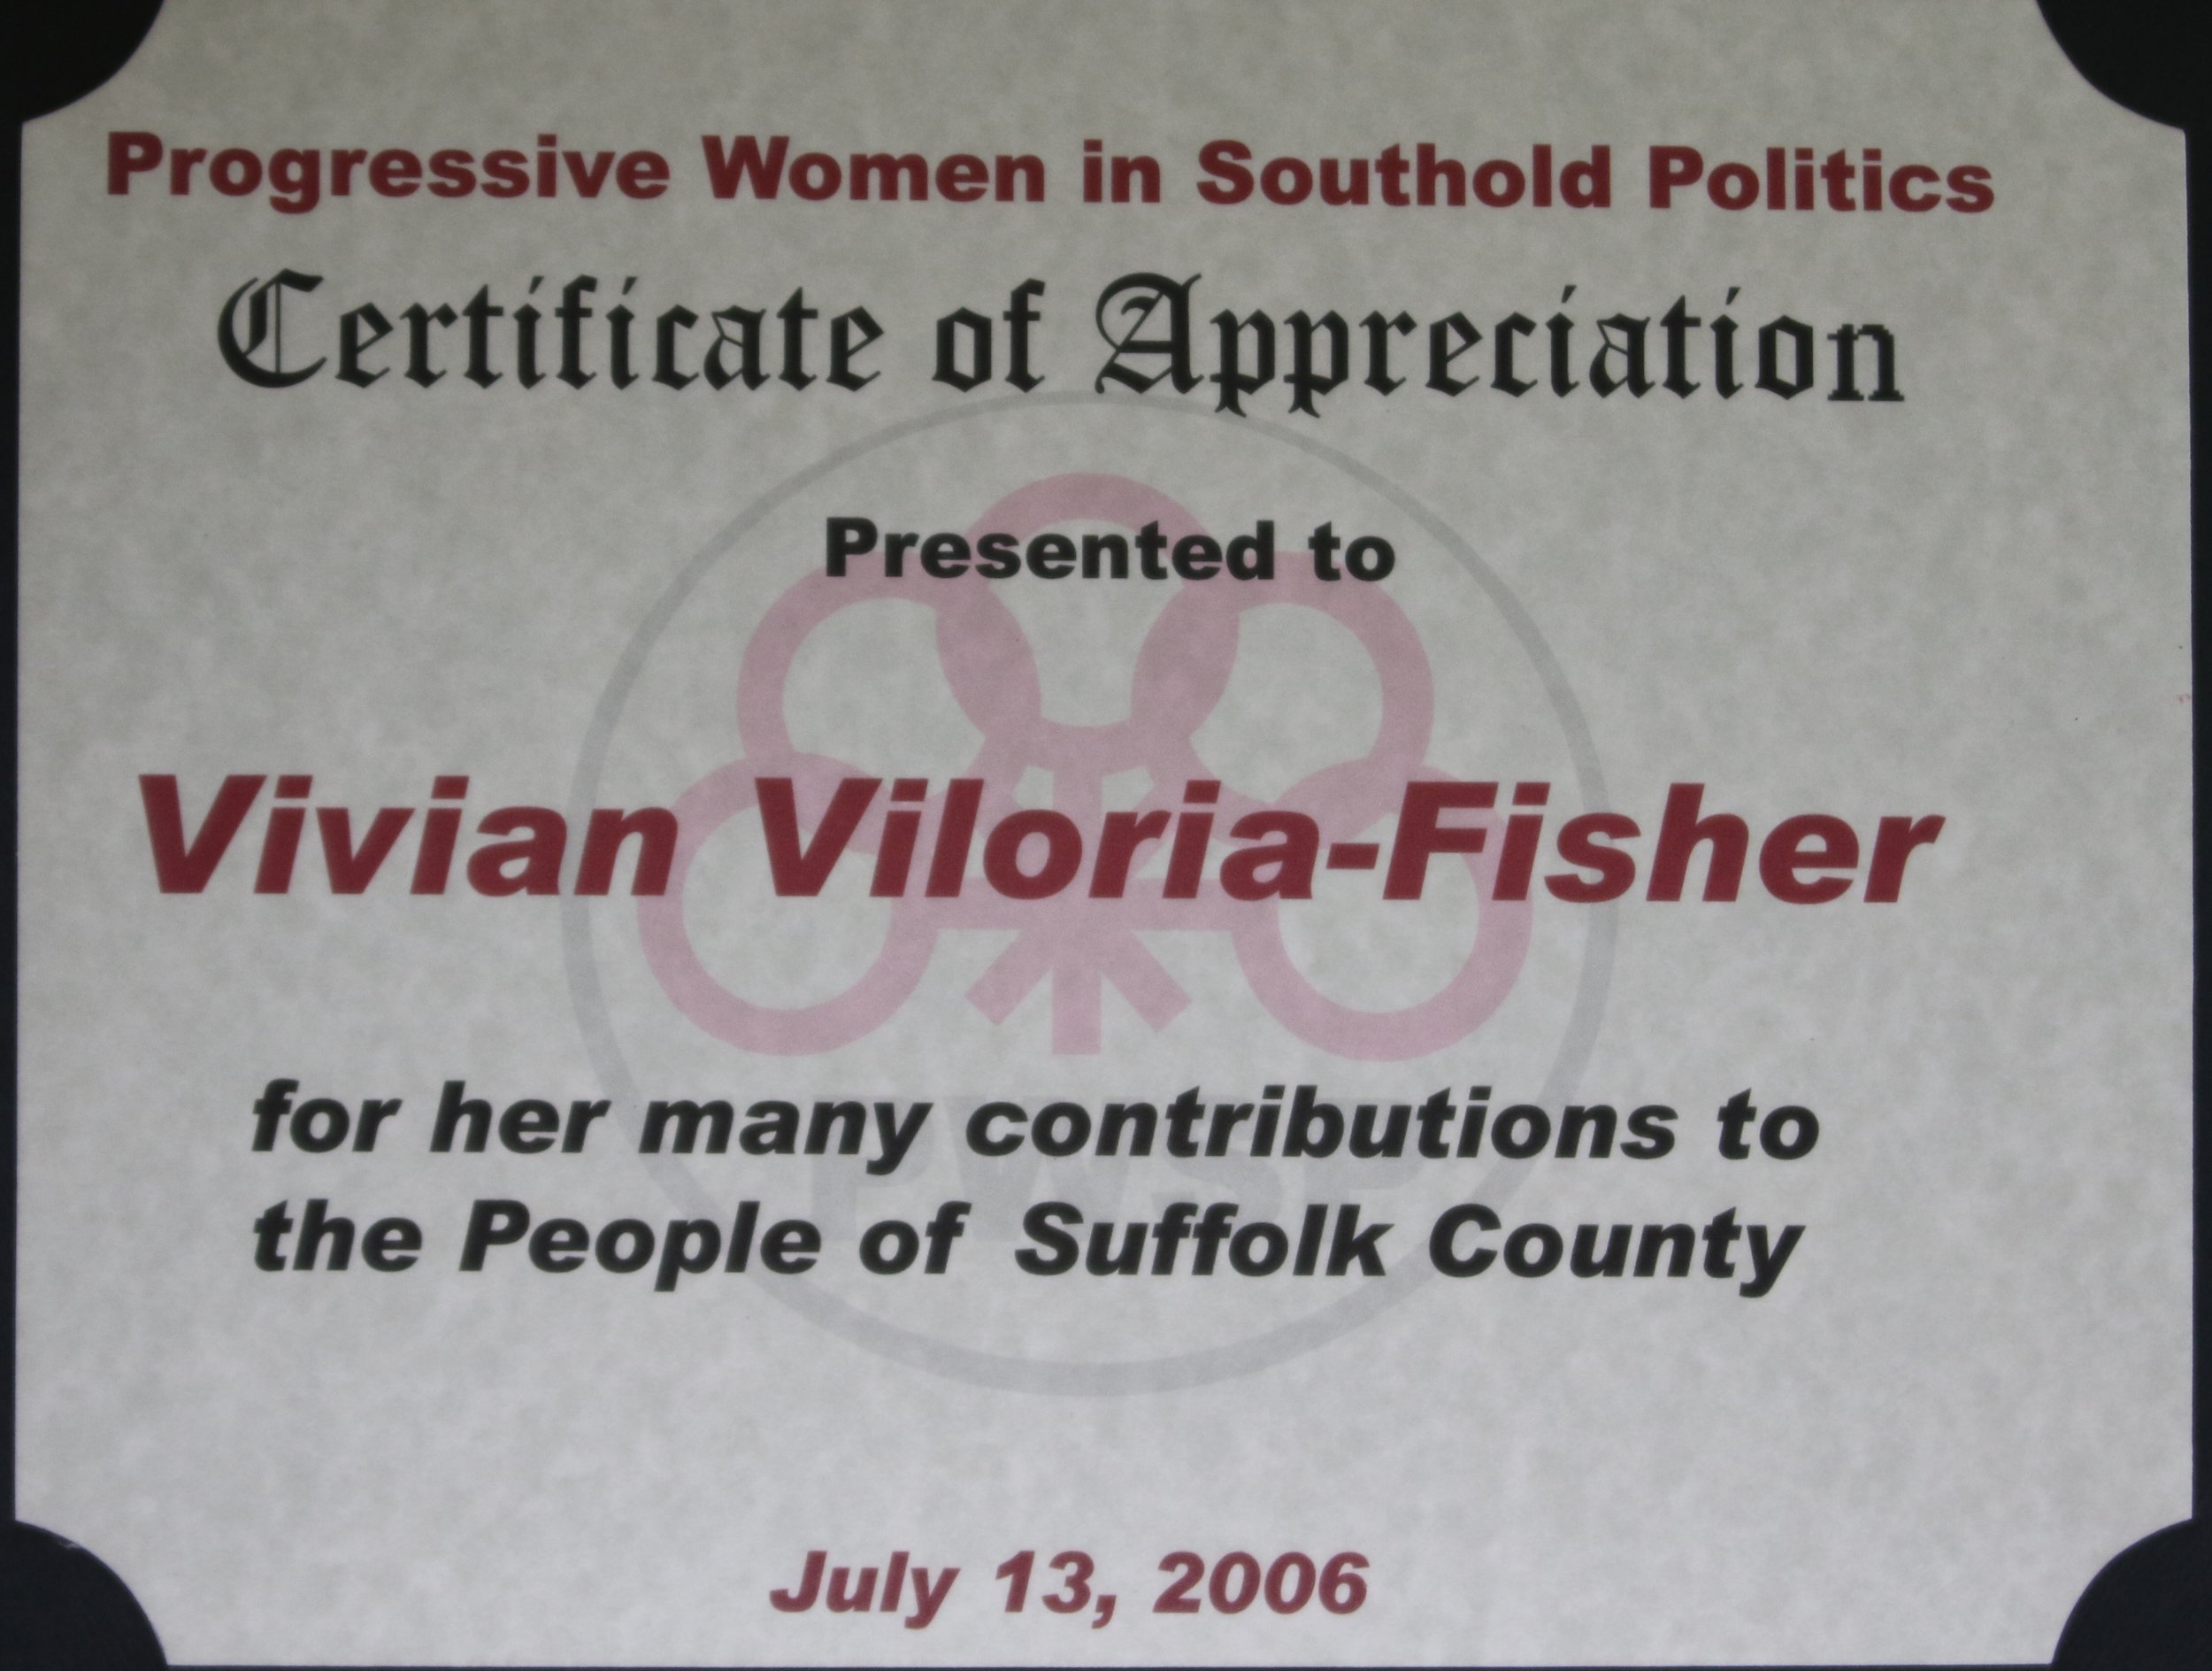 Progressive Women in Southold Politics
Certificate of Appreciation
Presented to
Vivian Viloria-Fisher
for her many contributions to
PWSP
the People of Suffolk County
July 13, 2006